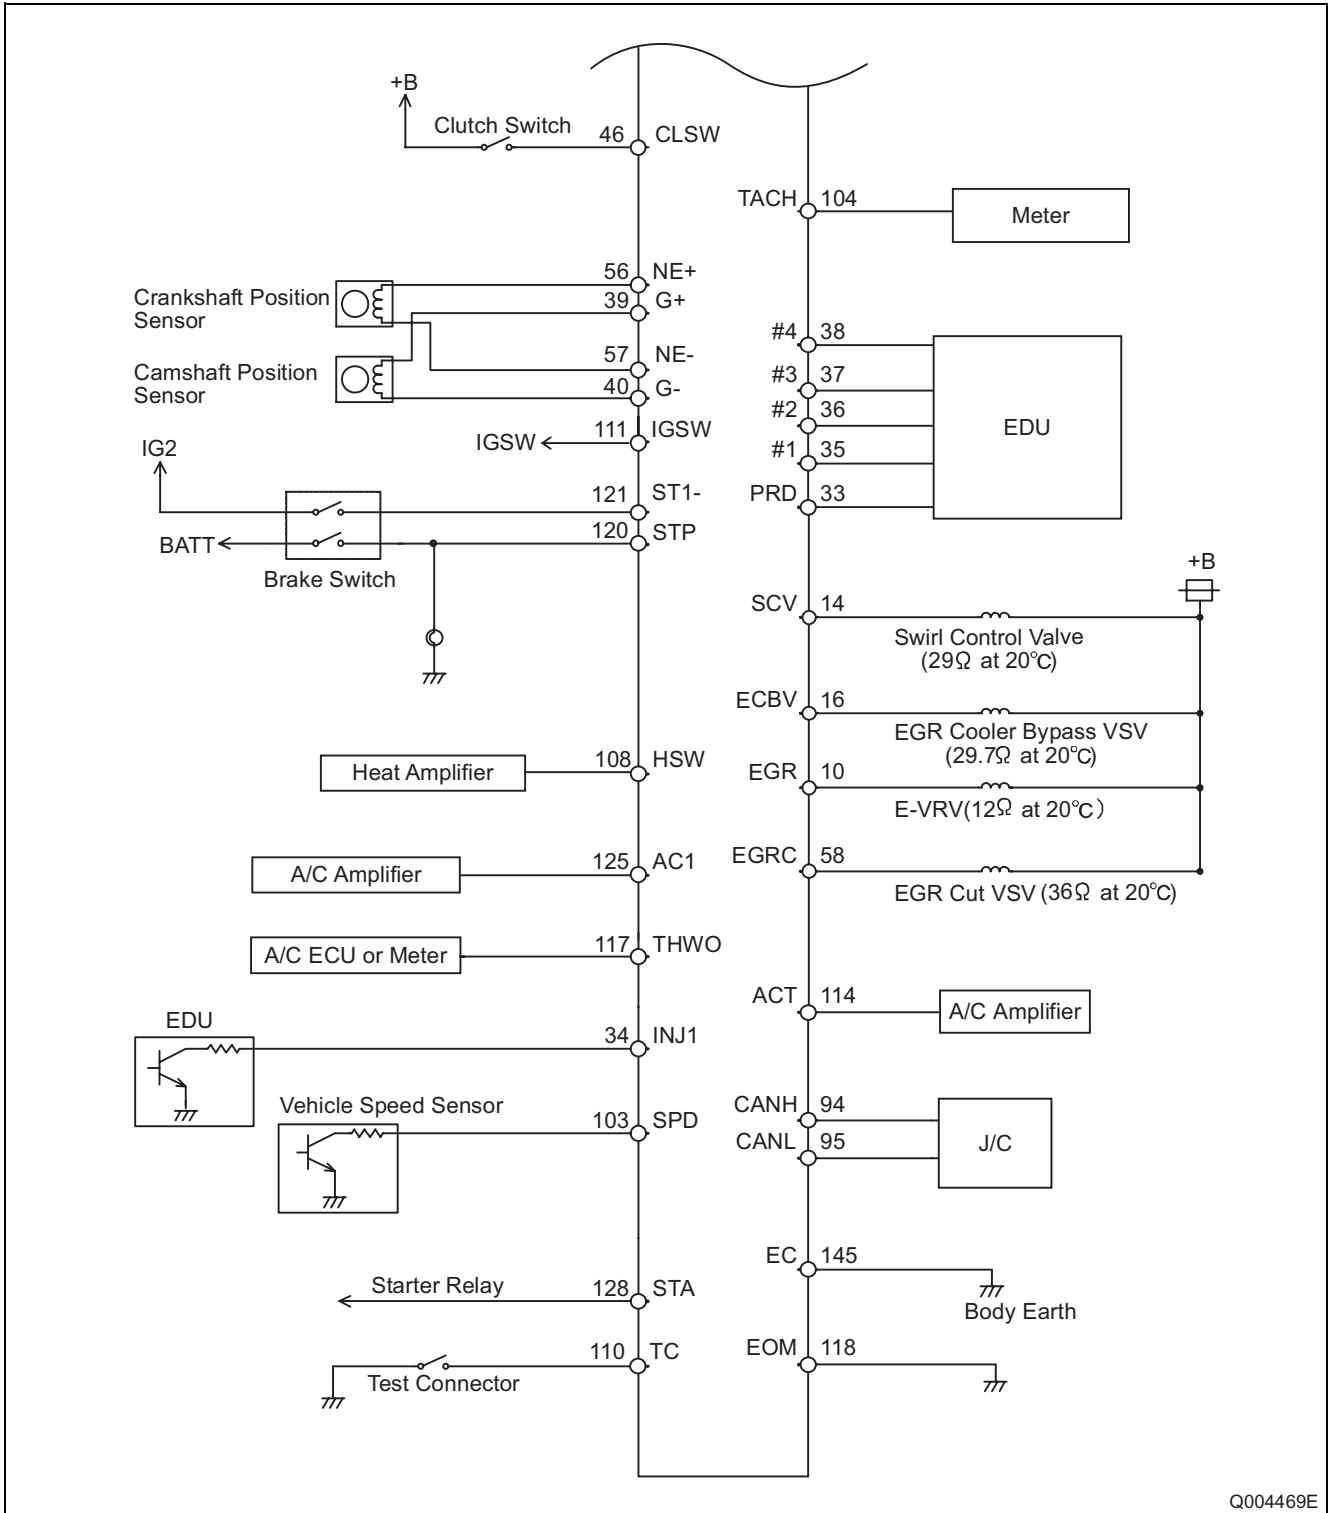 +B
Clutch Switch
46
CLSW
TACH
104
Meter
Crankshaft Position
Sensor
56
NE+
39
G+
Camshaft Position
Sensor
57
NE-
40
G-
#4
38
#3
37
#2
36
#1
35
PRD
33
EDU
IGSW
111
IGSW
IG2
121
ST1-
BATT
120
STP
Brake Switch
+B
SCV
14
Swirl Control Valve
(29Ω at 20℃)
ECBV
16
EGR Cooler Bypass VSV
(29.7Ω at 20℃)
EGR
10
E-VRV(12Ω at 20℃)
EGRC
58
EGR Cut VSV (36Ω at 20℃)
Heat Amplifier
108
HSW
A/C Amplifier
125
AC1
A/C ECU or Meter
117
THWO
ACT
114
A/C Amplifier
EDU
34
INJ1
Vehicle Speed Sensor
103
SPD
CANH
94
CANL
95
J/C
EC
145
Body Earth
Starter Relay
128
STA
EOM
118
110
TC
Test Connector
Q004469E